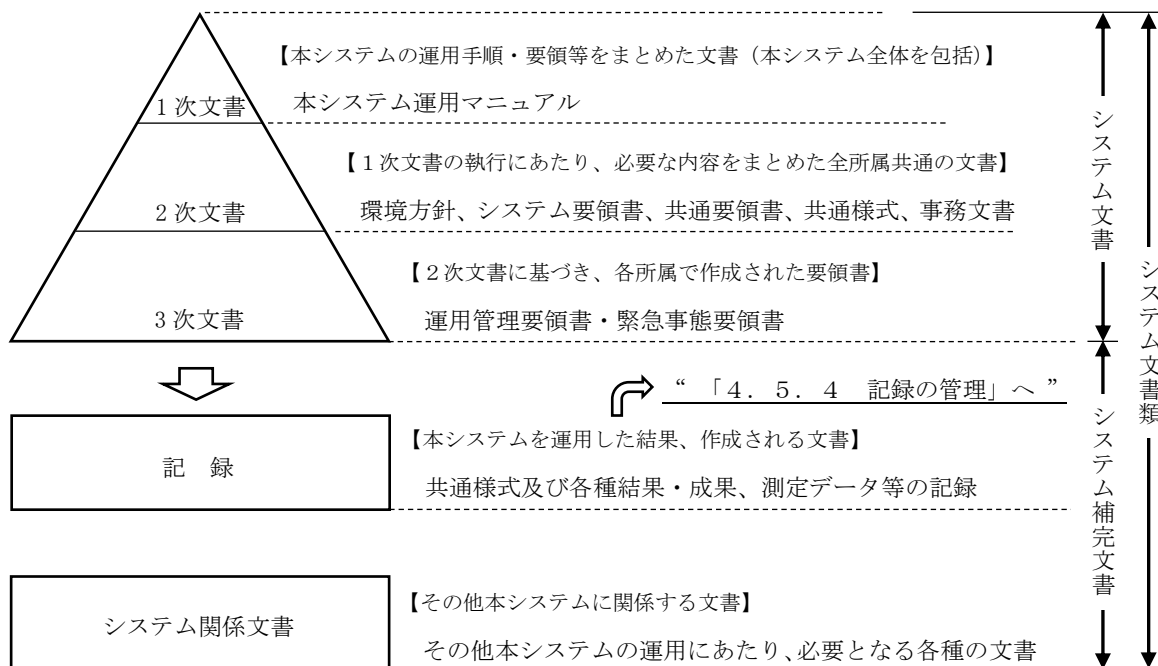 【本システムの運用手順・要領等をまとめた文書（本システム全体を包括)】
1次文書
本システム運用マニュアル
【１次文書の執行にあたり、必要な内容をまとめた全所属共通の文書】
2次文書
環境方針、システム要領書、共通要領書、共通様式、事務文書
【２次文書に基づき、各所属で作成された要領書】
3次文書
運用管理要領書・緊急事態要領書
システム文書
“ 「４．５．４　記録の管理」へ ”
記　録
【本システムを運用した結果、作成される文書】
共通様式及び各種結果・成果、測定データ等の記録
システム関係文書
【その他本システムに関係する文書】
その他本システムの運用にあたり、必要となる各種の文書
システム補完文書
システム文書類